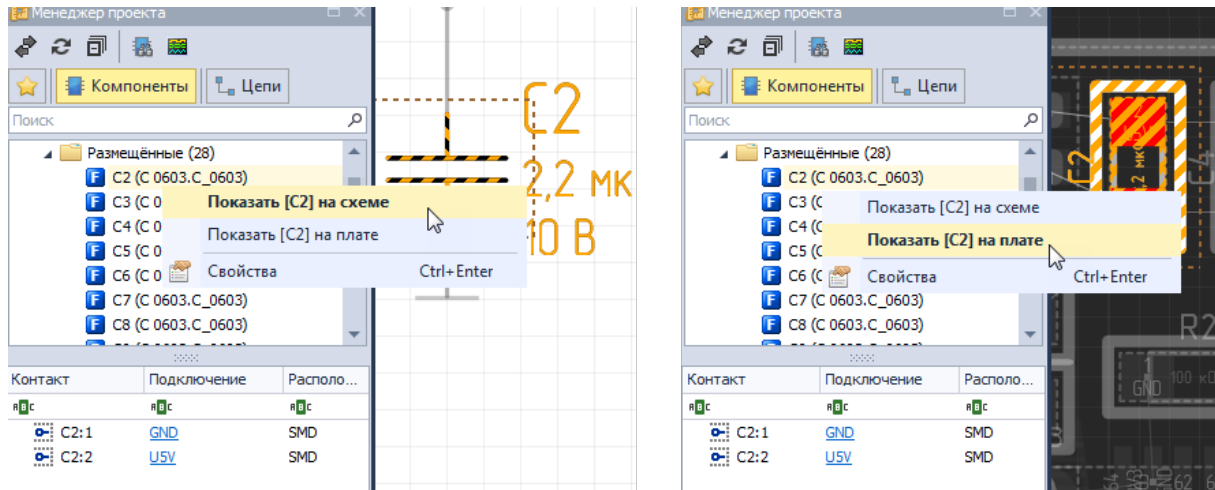 Менеджер проекта
Компоненты
Цепи
Поиск
Размещённые (28)
C2 (C 0603.C_0603)
C3 (C 0
C4 (C 0
C5 (C 0
C6 (C 0
C7 (C 0603.C_0603)
C8 (C 0603.C_0603)
Показать [C2] на схеме
Показать [C2] на плате
Свойства Ctrl+Enter
Контакт Подключение Располо...
C2:1 GND SMD
C2:2 U5V SMD
C2
2,2 мк
10 В
Менеджер проекта
Компоненты
Цепи
Поиск
Размещённые (28)
C2 (C 0603.C_0603)
C3 (C
C4 (C
C5 (C
C6 (C
C7 (C 0603.C_0603)
C8 (C 0603.C_0603)
Показать [C2] на схеме
Показать [C2] на плате
Свойства Ctrl+Enter
Контакт Подключение Располо...
C2:1 GND SMD
C2:2 U5V SMD
C2
C4
R2
1
GND
100 кО
64
62